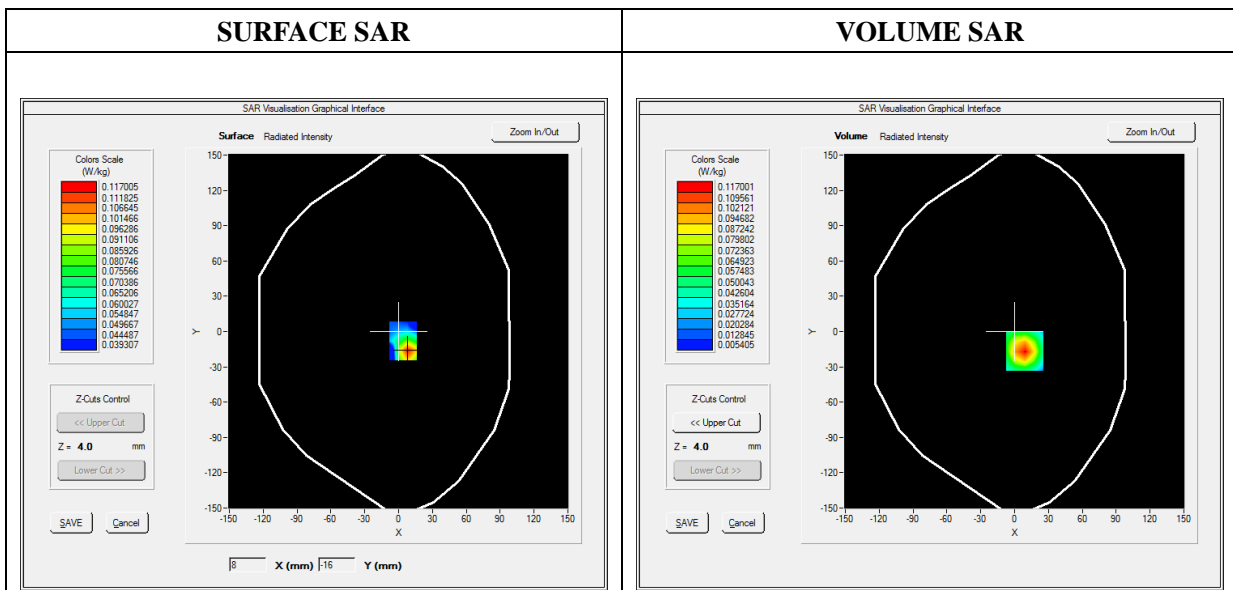 SURFACE SAR
VOLUME SAR
SAR Visualisation Graphical Interface
Surface Radiated Intensity
Zoom In/Out
Colors Scale
(W/kg)
0.117005
0.111825
0.106645
0.101466
0.096286
0.091106
0.085926
0.080746
0.075566
0.070386
0.065206
0.060027
0.054847
0.049667
0.044487
0.039307
Z-Cuts Control
<< Upper Cut
Z = 4.0 mm
Lower Cut >>
SAVE Cancel
150
120
90
60
30
0
-30
-60
-90
-120
-150
Y
-150 -120 -90 -60 -30 0 30 60 90 120 150
X
8 X (mm) -16 Y (mm)
SAR Visualisation Graphical Interface
Volume Radiated Intensity
Zoom In/Out
Colors Scale
(W/kg)
0.117001
0.109561
0.102121
0.094682
0.087242
0.079802
0.072363
0.064923
0.057483
0.050043
0.042604
0.035164
0.027724
0.020284
0.012845
0.005405
Z-Cuts Control
<< Upper Cut
Z = 4.0 mm
Lower Cut >>
SAVE Cancel
150
120
90
60
30
0
-30
-60
-90
-120
-150
Y
-150 -120 -90 -60 -30 0 30 60 90 120 150
X